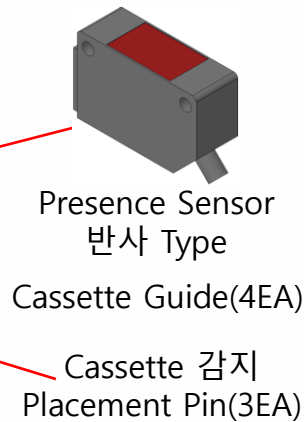 Presence Sensor
반사 Type
Cassette Guide(4EA)
Cassette 감지
Placement Pin(3EA)